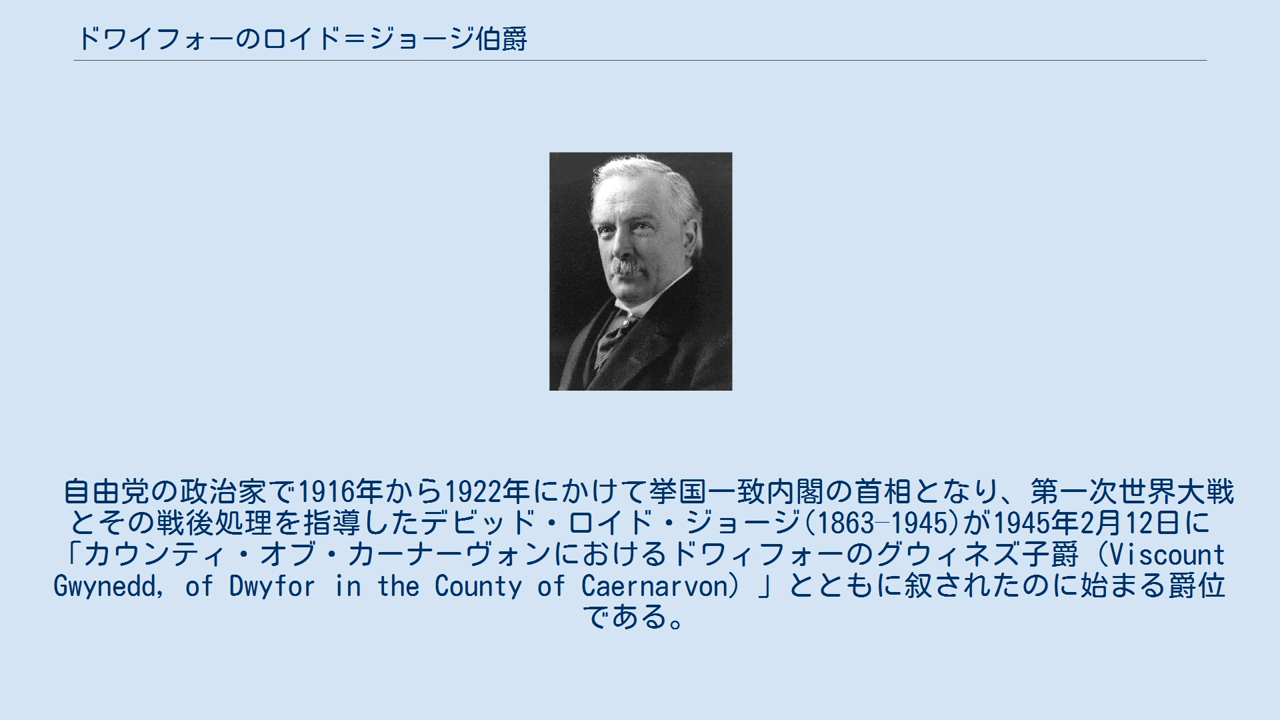 ドワイフォーのロイド＝ジョージ伯爵
自由党の政治家で1916年から1922年にかけて挙国一致内閣の首相となり、第一次世界大戦
とその戦後処理を指導したデビッド・ロイド・ジョージ(1863–1945)が1945年2月12日に
「カウンティ・オブ・カーナーヴォンにおけるドワィフォーのグウィネズ子爵（Viscount
Gwynedd, of Dwyfor in the County of Caernarvon）」とともに叙されたのに始まる爵位
である。